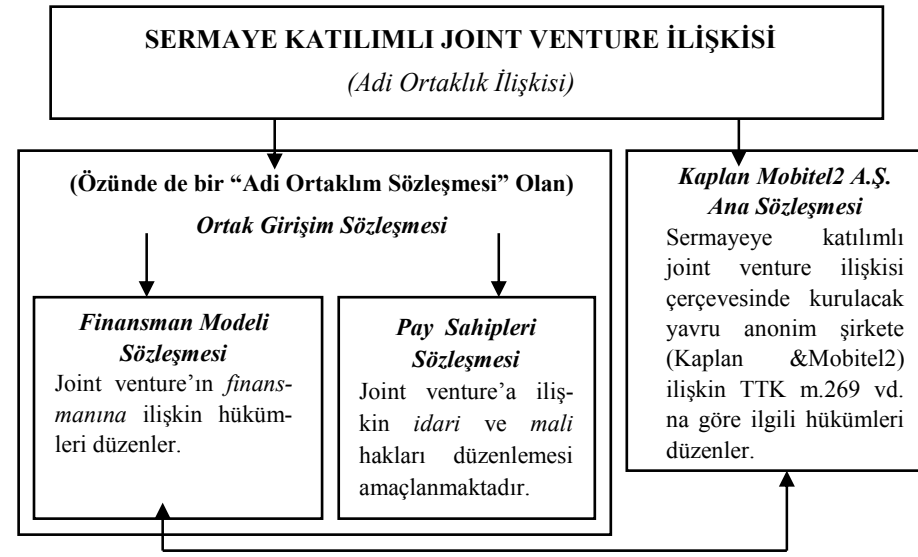 SERMAYE KATILIMLI JOINT VENTURE İLİŞKİSİ
(Adi Ortaklık İlişkisi)
(Özünde de bir “Adi Ortaklım Sözleşmesi” Olan)
Ortak Girişim Sözleşmesi
Finansman Modeli
Sözleşmesi
Joint venture’ın finans-
manına ilişkin hüküm-
leri düzenler.
Pay Sahipleri
Sözleşmesi
Joint venture’a iliş-
kin idari ve mali
hakları düzenlemesi
amaçlanmaktadır.
Kaplan Mobitel2 A.Ş.
Ana Sözleşmesi
Sermayeye katılımlı
joint venture ilişkisi
çerçevesinde kurulacak
yavru anonim şirkete
(Kaplan &Mobitel2)
ilişkin TTK m.269 vd.
na göre ilgili hükümleri
düzenler.